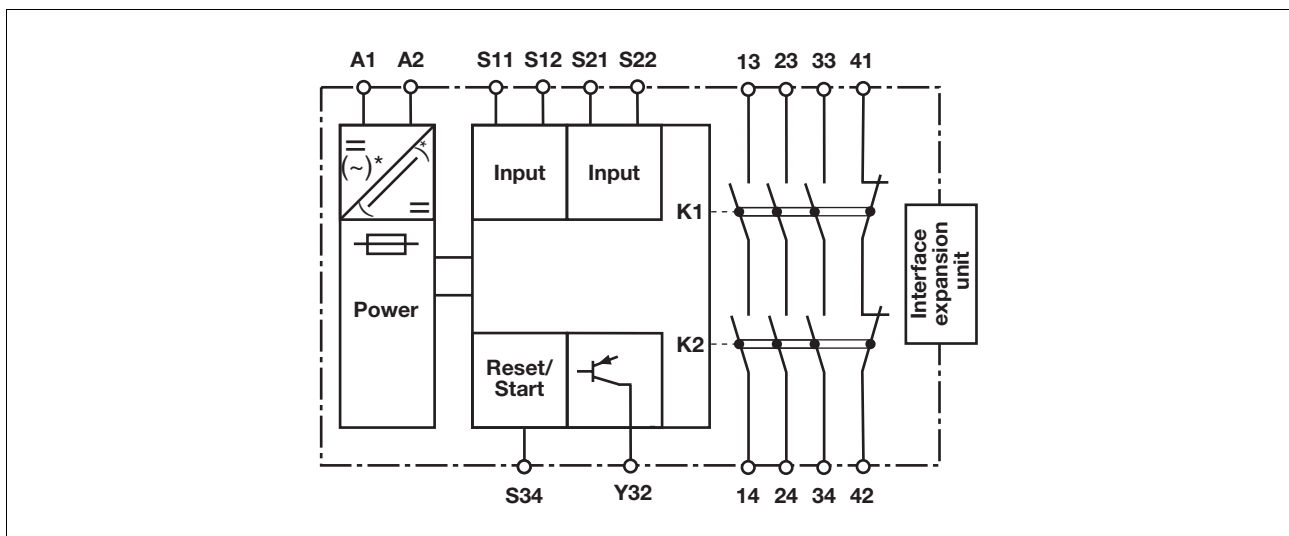 A1 A2 S11 S12 S21 S22 13 23 33 41
=
(~)*
*
=
Input Input
K1
Interface
expansion
unit
Power
K2
Reset/
Start
S34 Y32 14 24 34 42